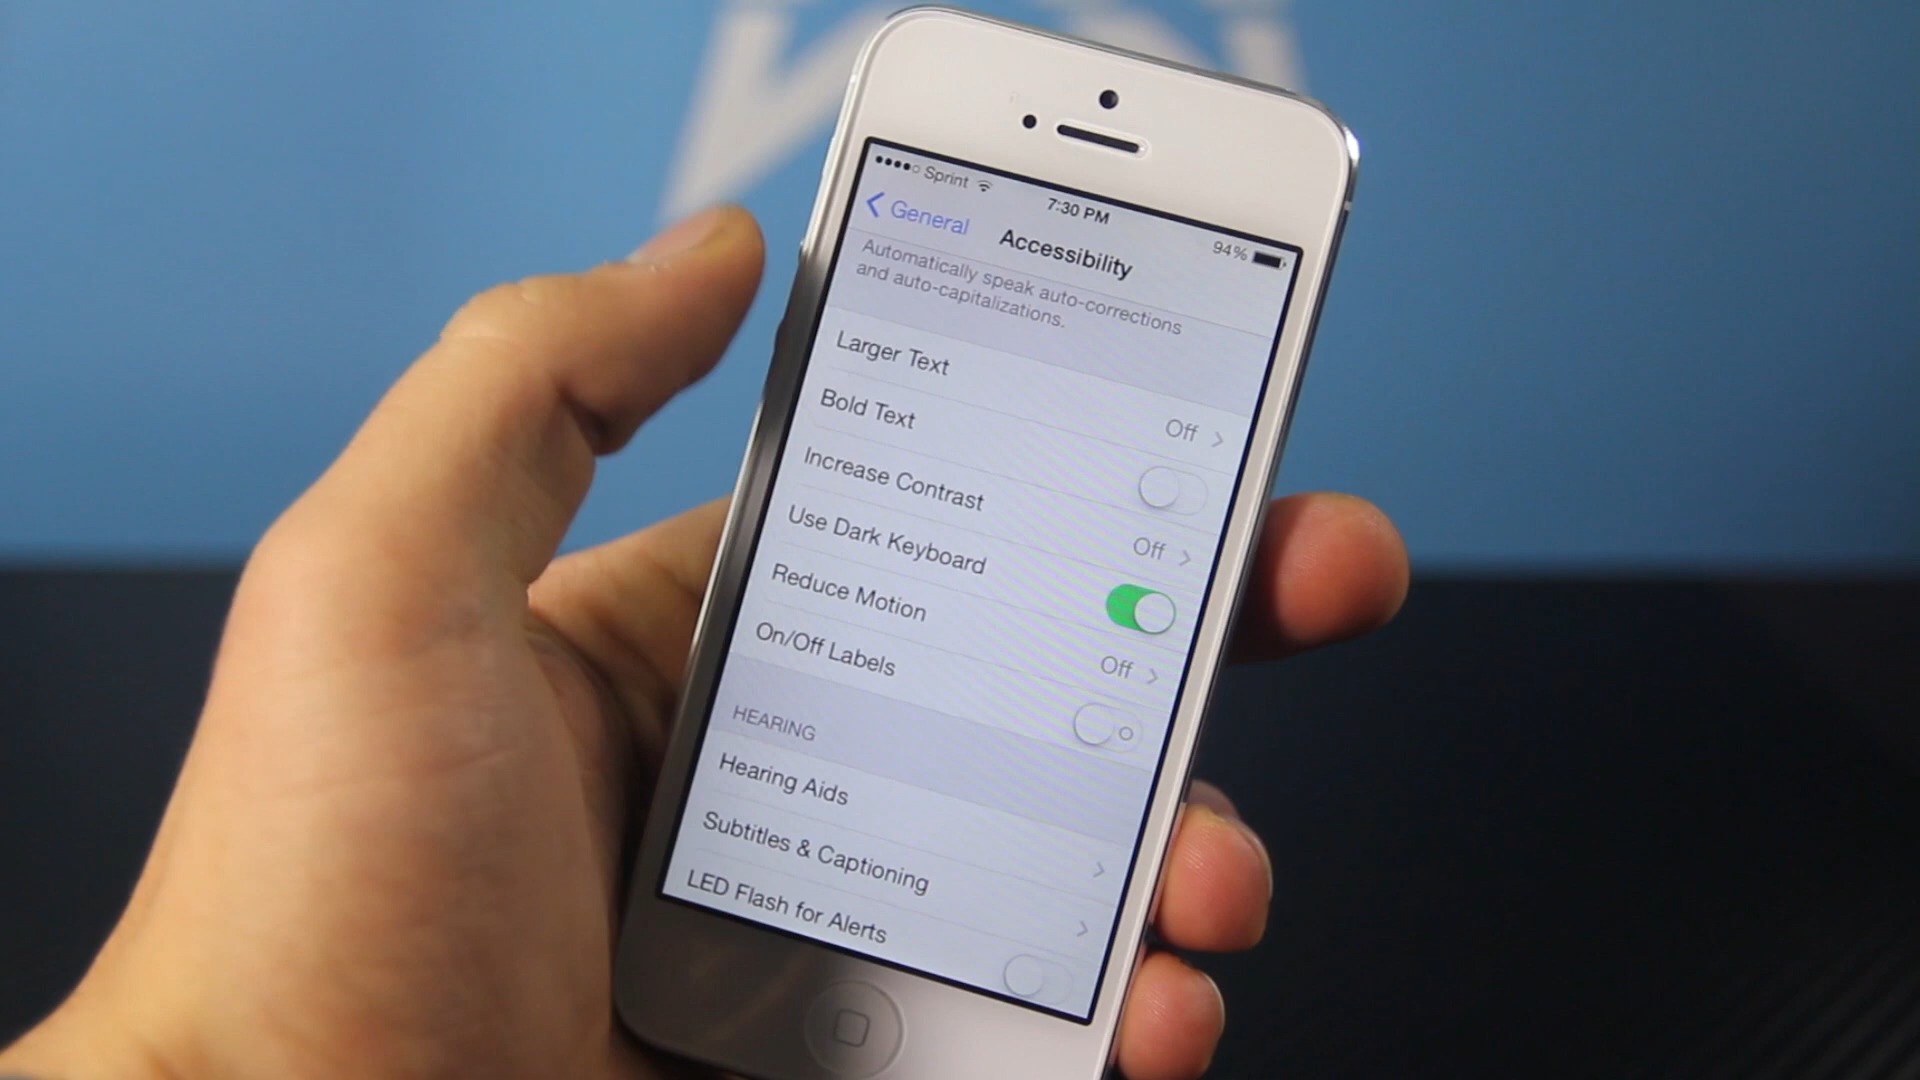 Sprint 7:30 PM 94%
General Accessibility
Automatically speak auto-corrections
and auto-capitalizations.
Larger Text Off
Bold Text
Increase Contrast Off
Use Dark Keyboard
Reduce Motion Off
On/Off Labels
HEARING
Hearing Aids
Subtitles & Captioning
LED Flash for Alerts